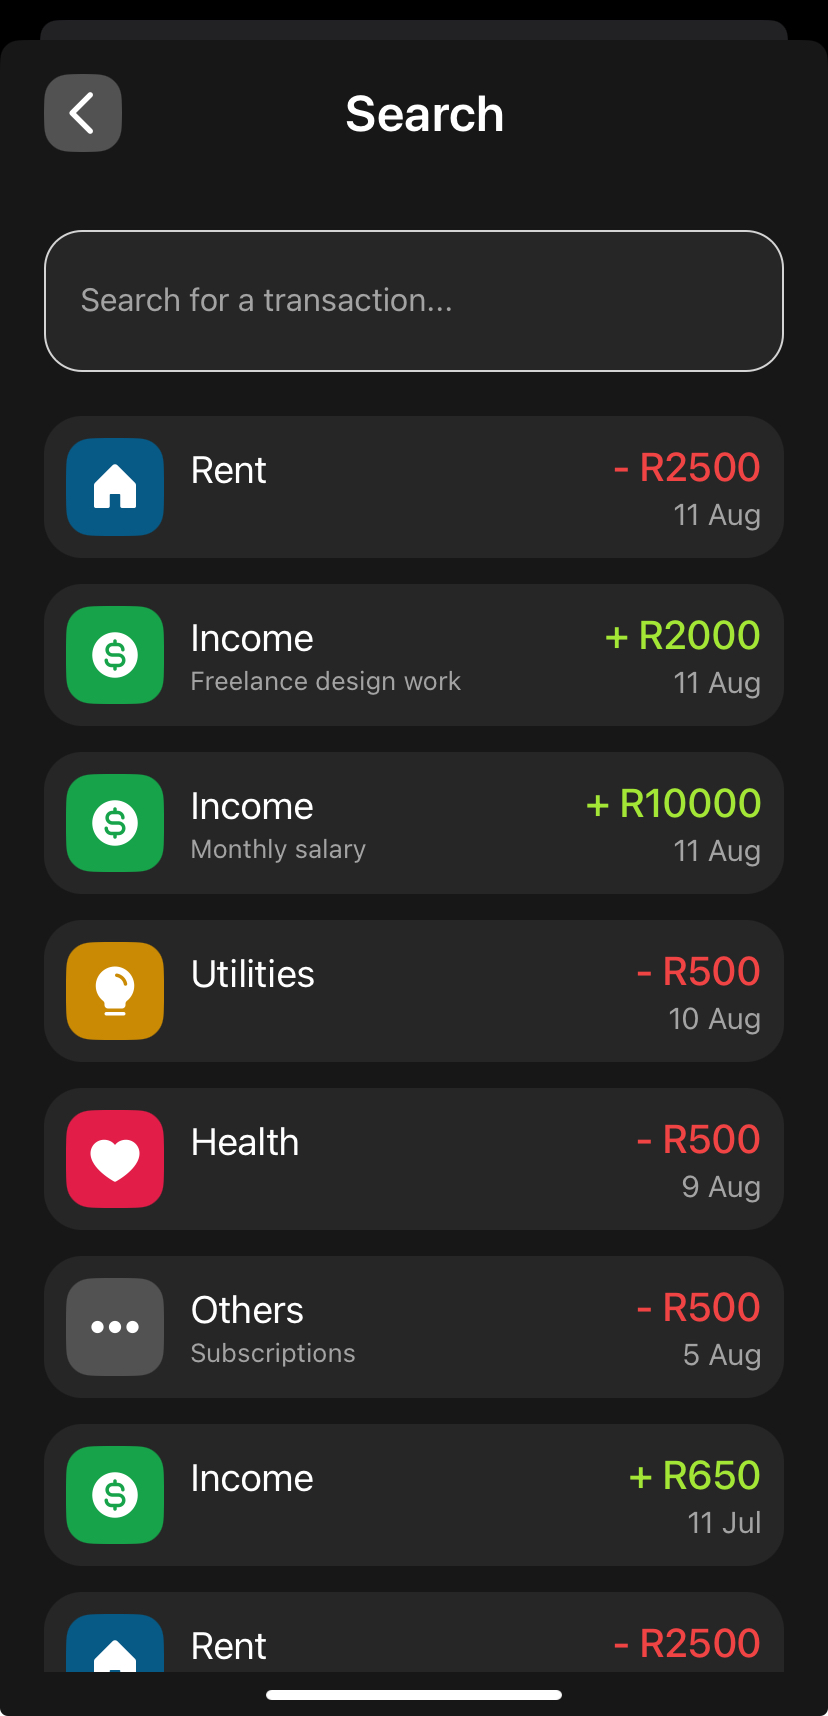 Search
Search for a transaction...
Rent
- R2500
11 Aug
Income
+ R2000
Freelance design work
11 Aug
Income
+ R10000
Monthly salary
11 Aug
Utilities
- R500
10 Aug
Health
- R500
9 Aug
Others
- R500
Subscriptions
5 Aug
Income
+ R650
11 Jul
Rent
- R2500